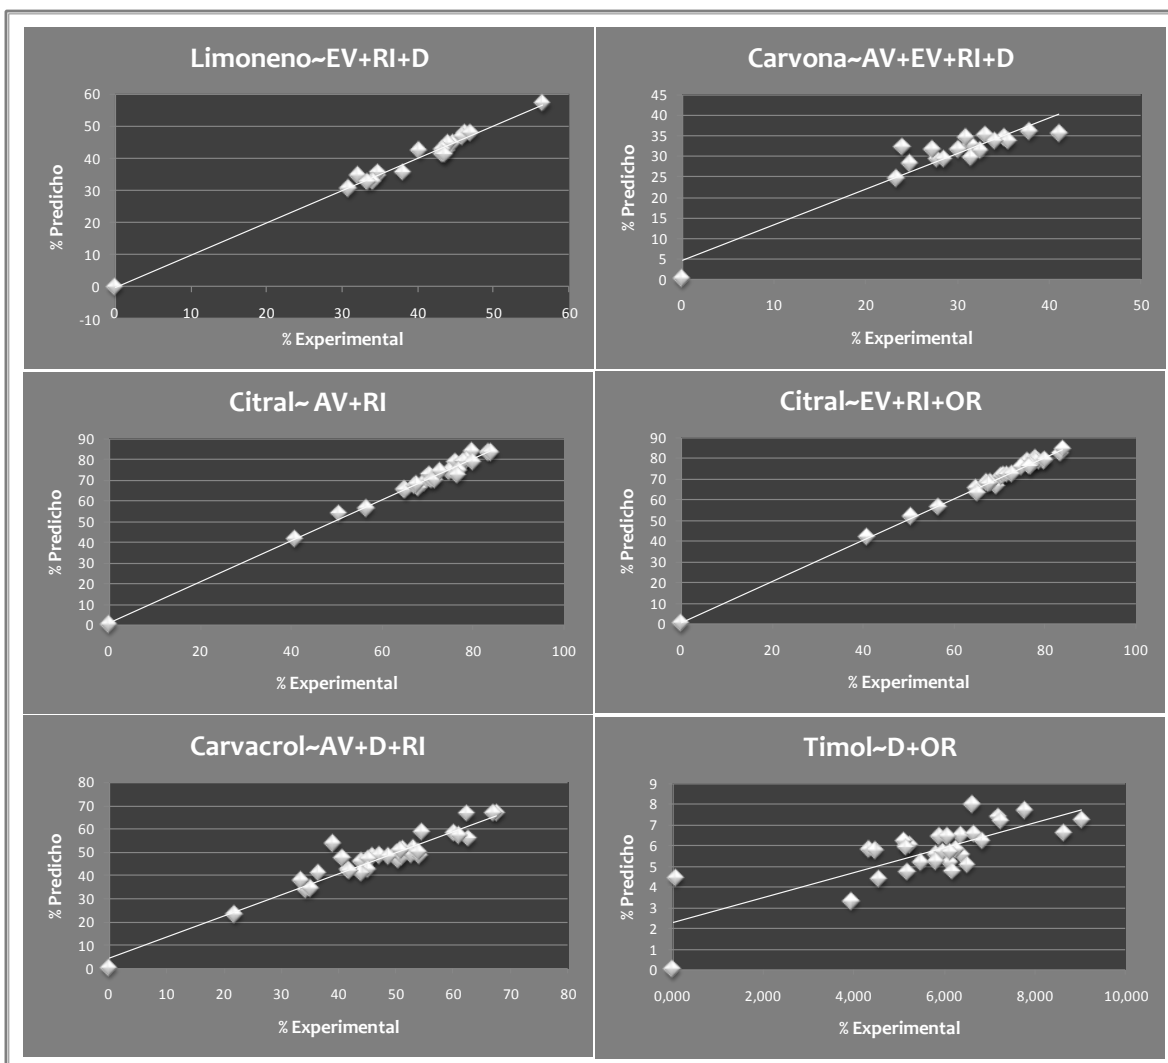 Limoneno~EV+RI+D
60
50
40
30
20
10
0
-10
% Predicho
0 10 20 30 40 50 60
% Experimental
Carvona~AV+EV+RI+D
45
40
35
30
25
20
15
10
5
0
% Predicho
0 10 20 30 40 50
% Experimental
Citral~ AV+RI
90
80
70
60
50
40
30
20
10
0
% Predicho
0 20 40 60 80 100
% Experimental
Citral~EV+RI+OR
90
80
70
60
50
40
30
20
10
0
% Predicho
0 20 40 60 80 100
% Experimental
Carvacrol~AV+D+RI
80
70
60
50
40
30
20
10
0
% Predicho
0 10 20 30 40 50 60 70 80
% Experimental
Timol~D+OR
9
8
7
6
5
4
3
2
1
0
% Predicho
0,000 2,000 4,000 6,000 8,000 10,000
% Experimental